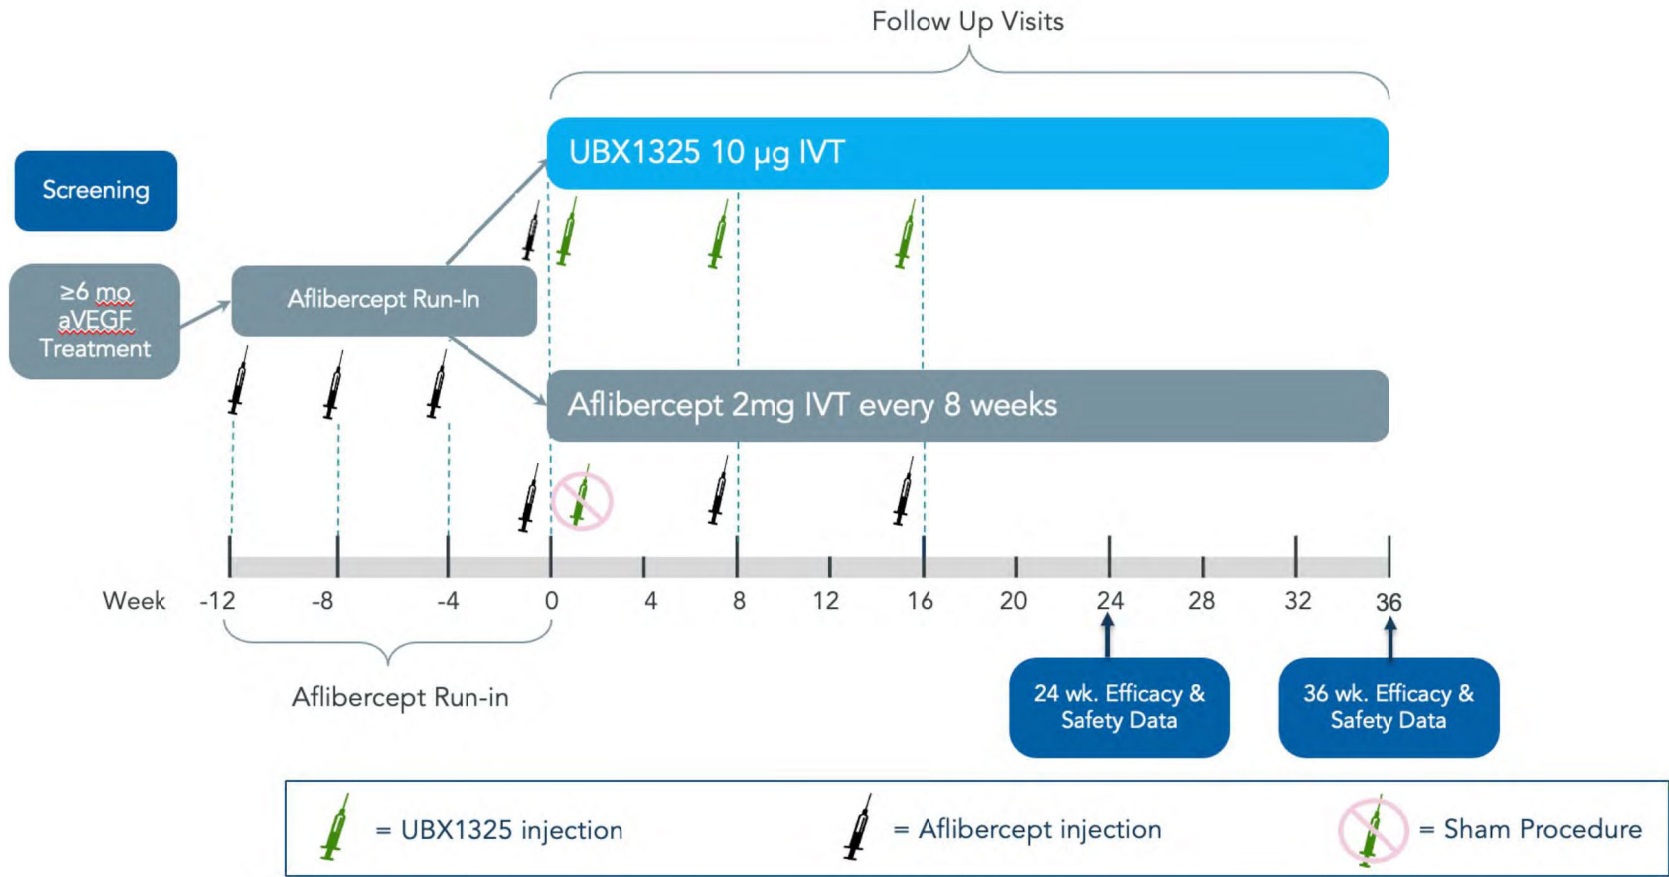 Follow Up Visits
UBX1325 10 µg IVT
Screening
≥6 mo
aVEGF
Treatment
Aflibercept Run-In
Aflibercept 2mg IVT every 8 weeks
Week -12 -8 -4 0 4 8 12 16 20 24 28 32 36
Aflibercept Run-in
24 wk. Efficacy &
Safety Data
36 wk. Efficacy &
Safety Data
= UBX1325 injection
= Aflibercept injection
= Sham Procedure